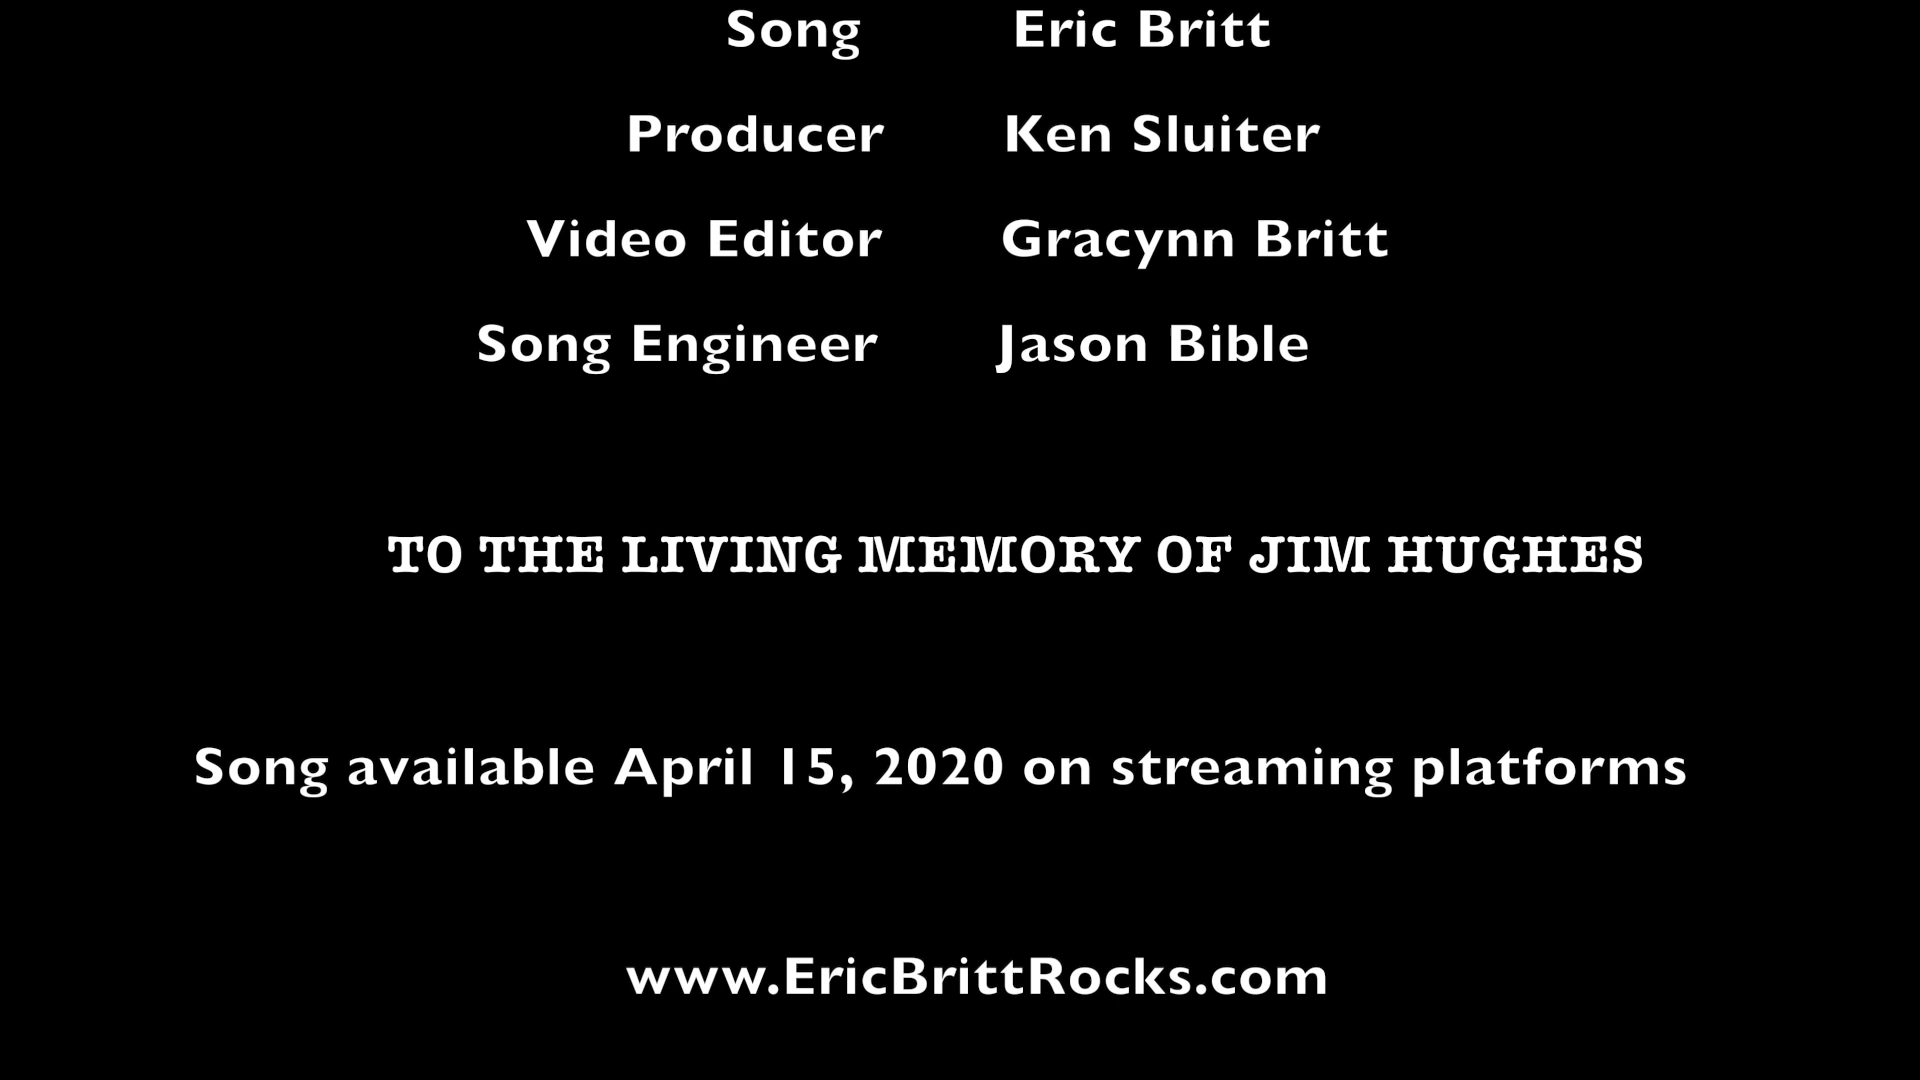 Song Eric Britt
Producer Ken Sluiter
Video Editor Gracynn Britt
Song Engineer Jason Bible
TO THE LIVING MEMORY OF JIM HUGHES
Song available April 15, 2020 on streaming platforms
www.EricBrittRocks.com